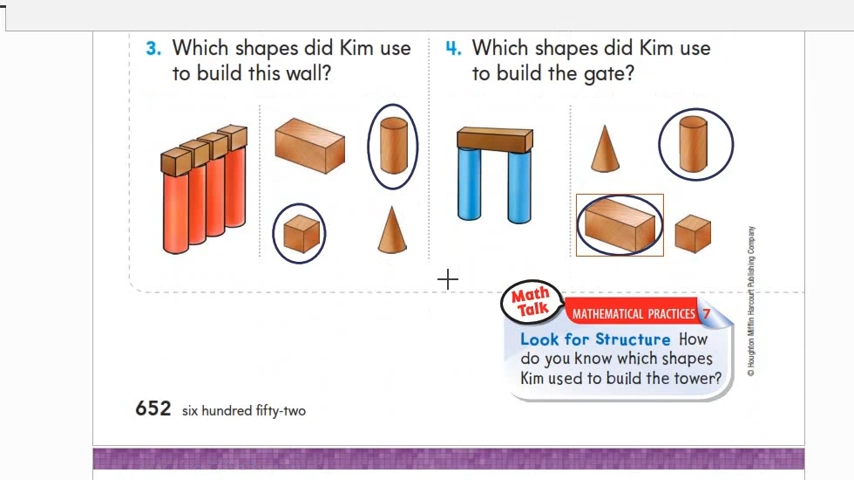 3. Which shapes did Kim use
to build this wall?
4. Which shapes did Kim use
to build the gate?
Math
Talk
MATHEMATICAL PRACTICES 7
Look for Structure How
do you know which shapes
Kim used to build the tower?
© Houghton Mifflin Harcourt Publishing Company
652 six hundred fifty-two